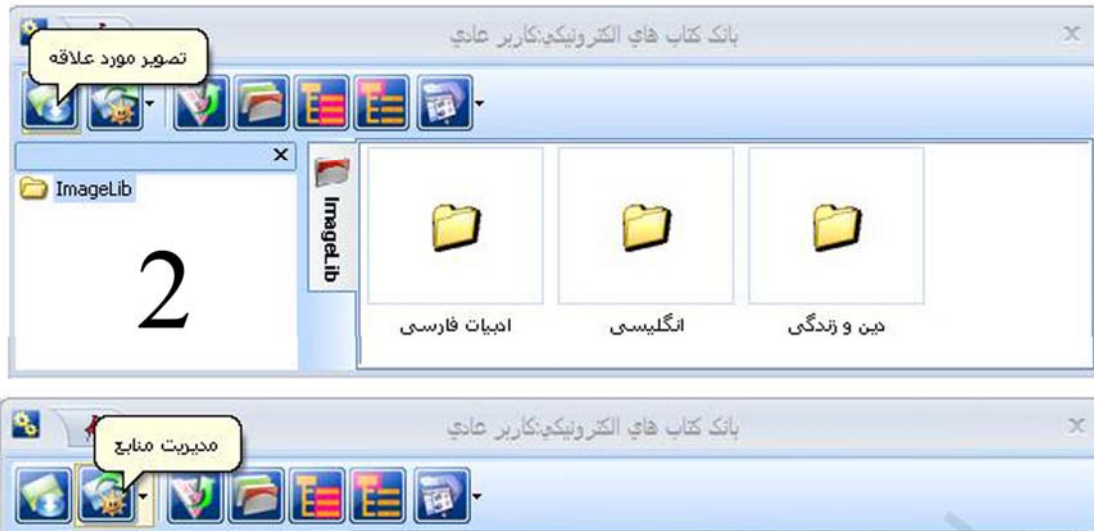 بانک کتاب هاي الکترونيکي:کاربر عادي
تصویر مورد علاقه
ImageLib
ImageLib
2
ادبیات فارسی
انگلیسی
دین و زندگی
بانک کتاب هاي الکترونيکي:کاربر عادي
مدیریت منابع